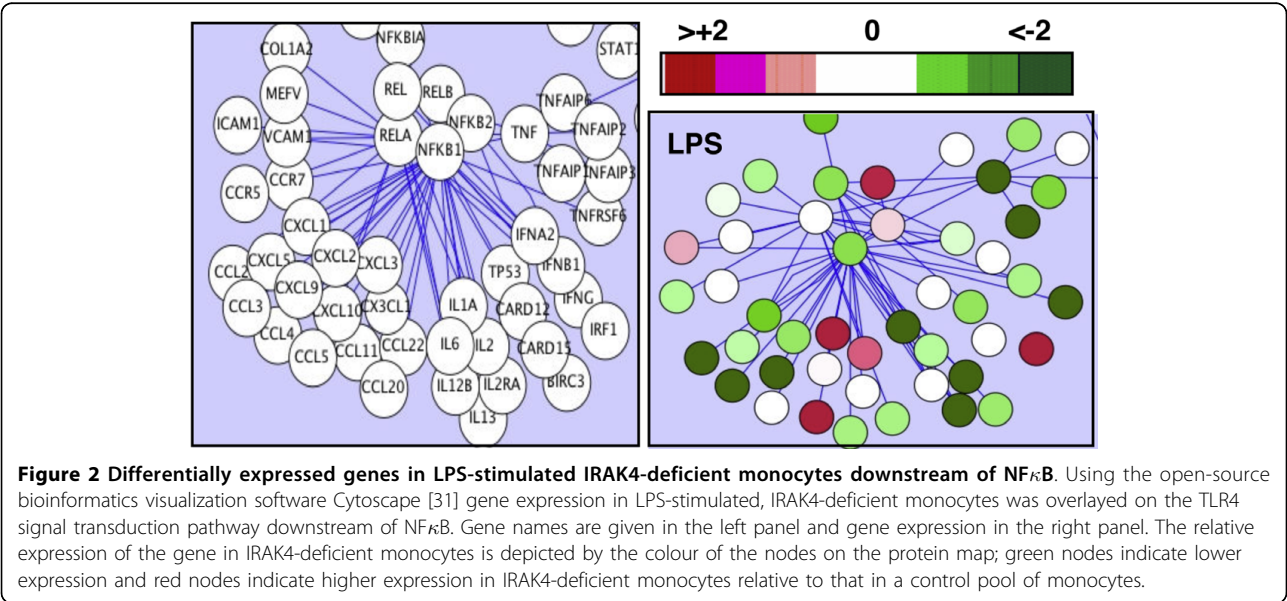 COL1A2
NFKBIA
STAT1
MEFV
REL
RELB
TNFAIP6
ICAM1
VCAM1
RELA
NFKB2
TNF
TNFAIP2
NFKB1
CCR7
CCR5
TNFAIP1
NFAIP3
TNFRSF6
CXCL1
IFNA2
CXCL2
CXCL5
CXCL3
CCL2
TP53
IFNB1
CXCL9
CCL3
CXCL10
CX3CL1
IL1A
CARD12
IFNG
CCL4
IRF1
CCL5
CCL11
CCL22
IL6
IL2
CARD15
CCL20
IL12B
IL2RA
BIRC3
IL13
>+2 0 <-2
LPS
Figure 2 Differentially expressed genes in LPS-stimulated IRAK4-deficient monocytes downstream of NFκB. Using the open-source
bioinformatics visualization software Cytoscape [31] gene expression in LPS-stimulated, IRAK4-deficient monocytes was overlayed on the TLR4
signal transduction pathway downstream of NFκB. Gene names are given in the left panel and gene expression in the right panel. The relative
expression of the gene in IRAK4-deficient monocytes is depicted by the colour of the nodes on the protein map; green nodes indicate lower
expression and red nodes indicate higher expression in IRAK4-deficient monocytes relative to that in a control pool of monocytes.